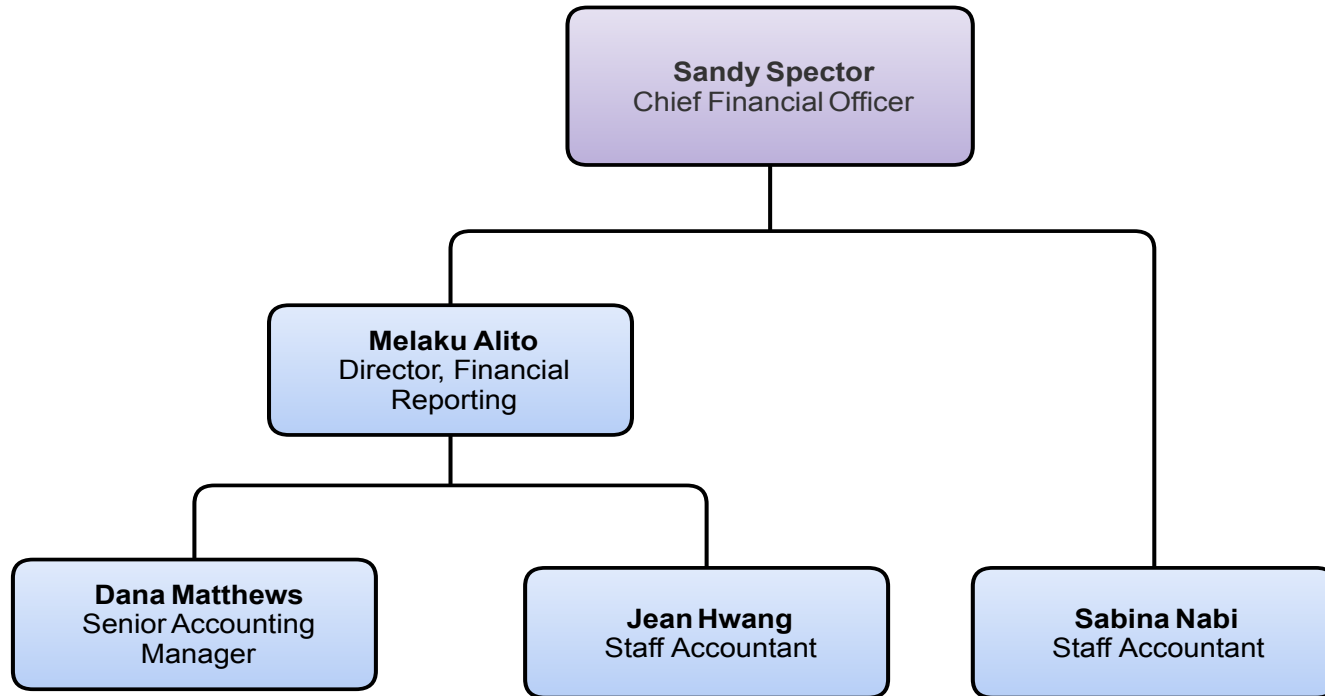 Sandy Spector
Chief Financial Officer
Melaku Alito
Director, Financial
Reporting
Dana Matthews
Senior Accounting
Manager
Jean Hwang
Staff Accountant
Sabina Nabi
Staff Accountant